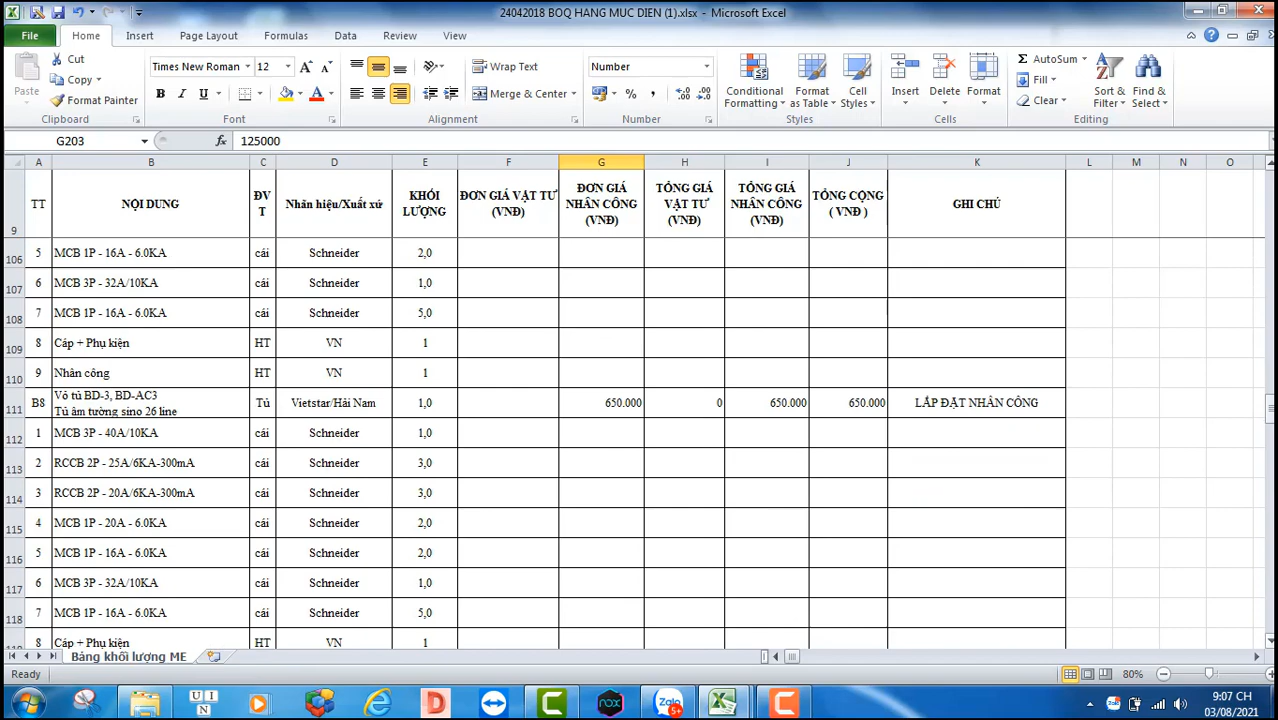 24042018 BOQ HANG MUC DIEN (1).xlsx - Microsoft Excel
File Home Insert Page Layout Formulas Data Review View
Paste
Cut
Copy
Format Painter
Clipboard
Times New Roman 12
B I U A
Font
Wrap Text
Merge & Center
Alignment
Number
% ,
Number
Conditional Formatting
Format as Table
Cell Styles
Styles
Insert Delete Format
Cells
AutoSum
Fill
Clear
Sort & Filter
Find & Select
Editing
G203 fx 125000
A B C D E F G H I J K L M N O
9 TT NỘI DUNG ĐV T Nhãn hiệu/Xuất xứ KHỐI LƯỢNG ĐƠN GIÁ VẬT TƯ (VNĐ) ĐƠN GIÁ NHÂN CÔNG (VNĐ) TỔNG GIÁ VẬT TƯ (VNĐ) TỔNG GIÁ NHÂN CÔNG (VNĐ) TỔNG CỘNG ( VNĐ ) GHI CHÚ
106 5 MCB 1P - 16A - 6.0KA cái Schneider 2,0
107 6 MCB 3P - 32A/10KA cái Schneider 1,0
108 7 MCB 1P - 16A - 6.0KA cái Schneider 5,0
109 8 Cáp + Phụ kiện HT VN 1
110 9 Nhân công HT VN 1
111 B8 Vỏ tủ BD-3, BD-AC3 Tủ âm tường sino 26 line Tủ Vietstar/Hải Nam 1,0 650.000 0 650.000 650.000 LẮP ĐẶT NHÂN CÔNG
112 1 MCB 3P - 40A/10KA cái Schneider 1,0
113 2 RCCB 2P - 25A/6KA-300mA cái Schneider 3,0
114 3 RCCB 2P - 20A/6KA-300mA cái Schneider 3,0
115 4 MCB 1P - 20A - 6.0KA cái Schneider 2,0
116 5 MCB 1P - 16A - 6.0KA cái Schneider 2,0
117 6 MCB 3P - 32A/10KA cái Schneider 1,0
118 7 MCB 1P - 16A - 6.0KA cái Schneider 5,0
8 Cáp + Phụ kiện HT VN 1
Bảng khối lượng ME
Ready 80%
U I N
D
nox
Zalo 5+
9:07 CH
03/08/2021